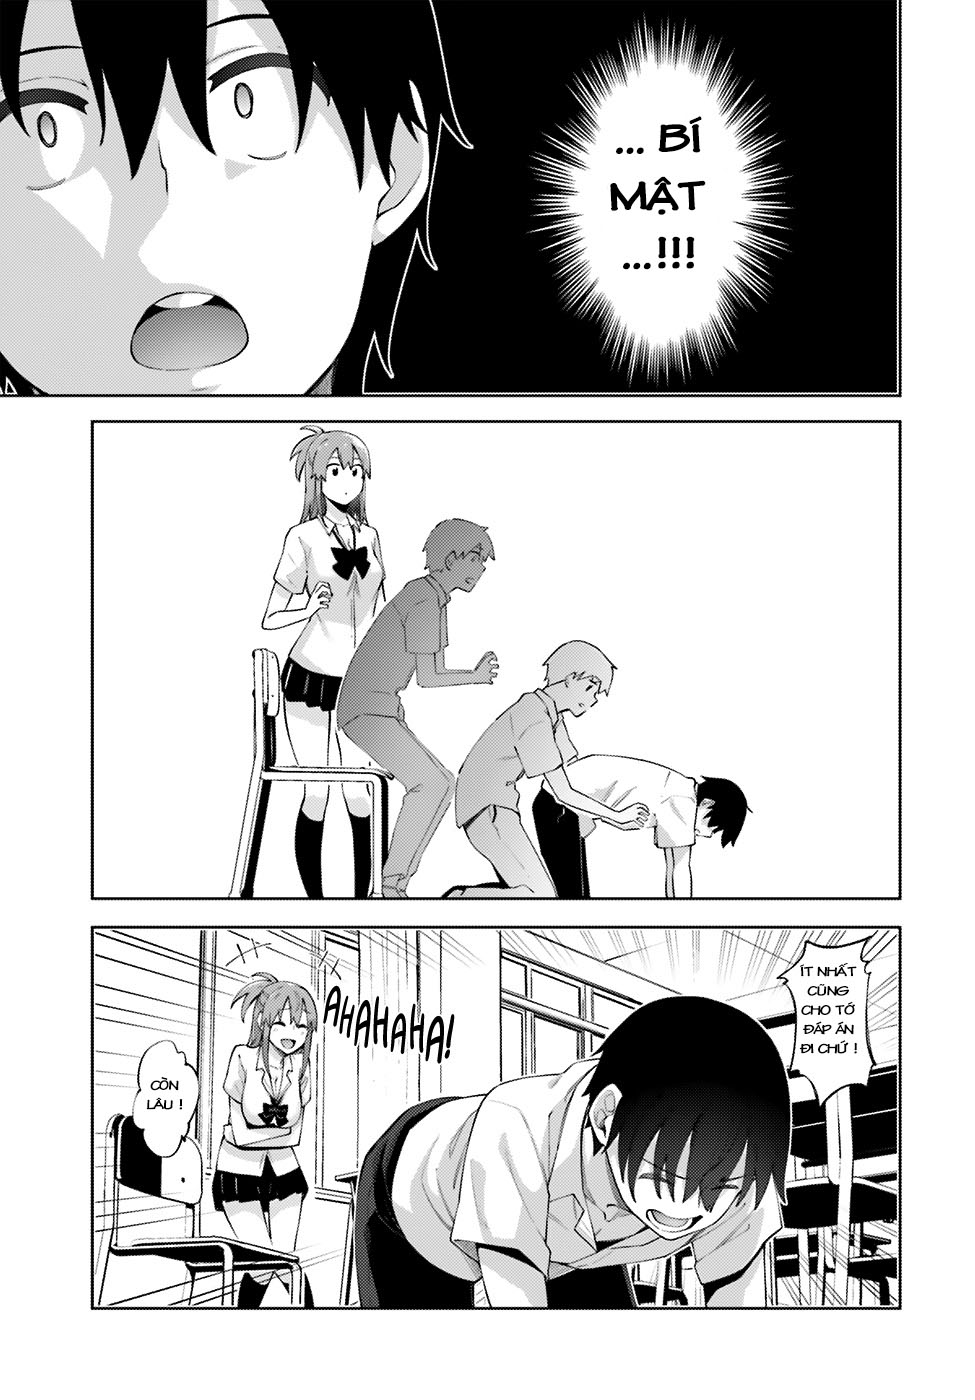 ... BÍ
MẬT
...!!!
ÍT NHẤT
CŨNG
CHO TỚ
ĐÁP ÁN
ĐI CHỨ !
AHAHAHA!
CÒN
LÂU !